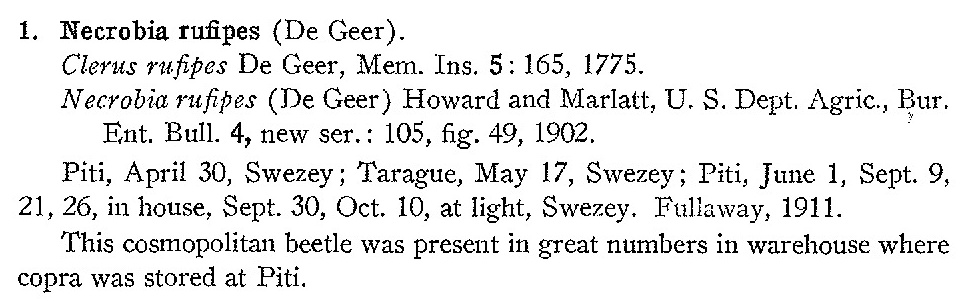 1. Necrobia rufipes (De Geer).
Clerus rufipes De Geer, Mem. Ins. 5: 165, 1775.
Necrobia rufipes (De Geer) Howard and Marlatt, U. S. Dept. Agric., Bur.
Ent. Bull. 4, new ser.: 105, fig. 49, 1902.
Piti, April 30, Swezey; Tarague, May 17, Swezey; Piti, June 1, Sept. 9,
21, 26, in house, Sept. 30, Oct. 10, at light, Swezey. Fullaway, 1911.
This cosmopolitan beetle was present in great numbers in warehouse where
copra was stored at Piti.